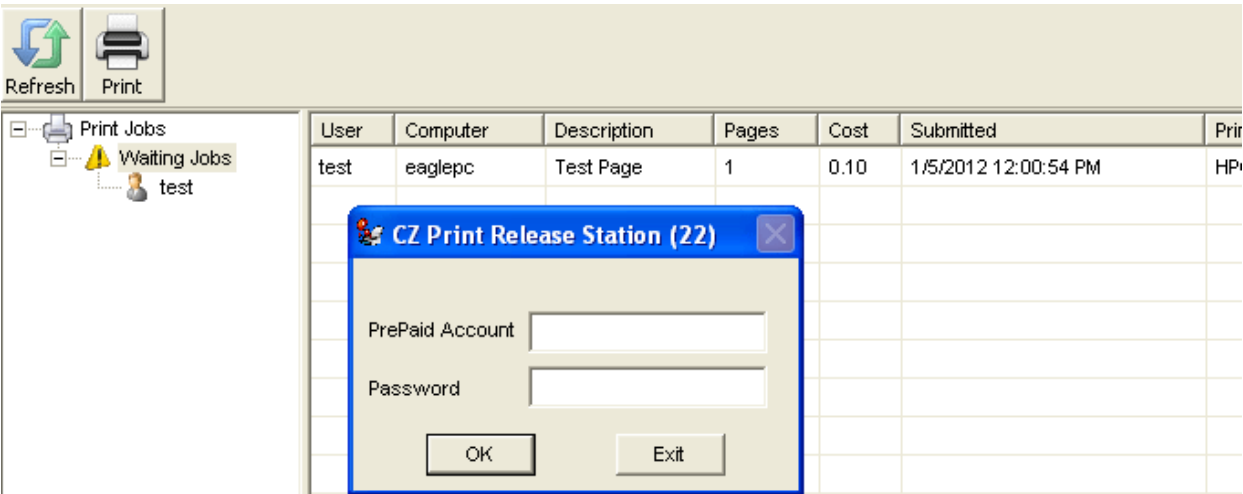 Refresh Print
Print Jobs
Waiting Jobs
test
User Computer Description Pages Cost Submitted
test eaglepc Test Page 1 0.10 1/5/2012 12:00:54 PM
CZ Print Release Station (22)
PrePaid Account
Password
OK Exit